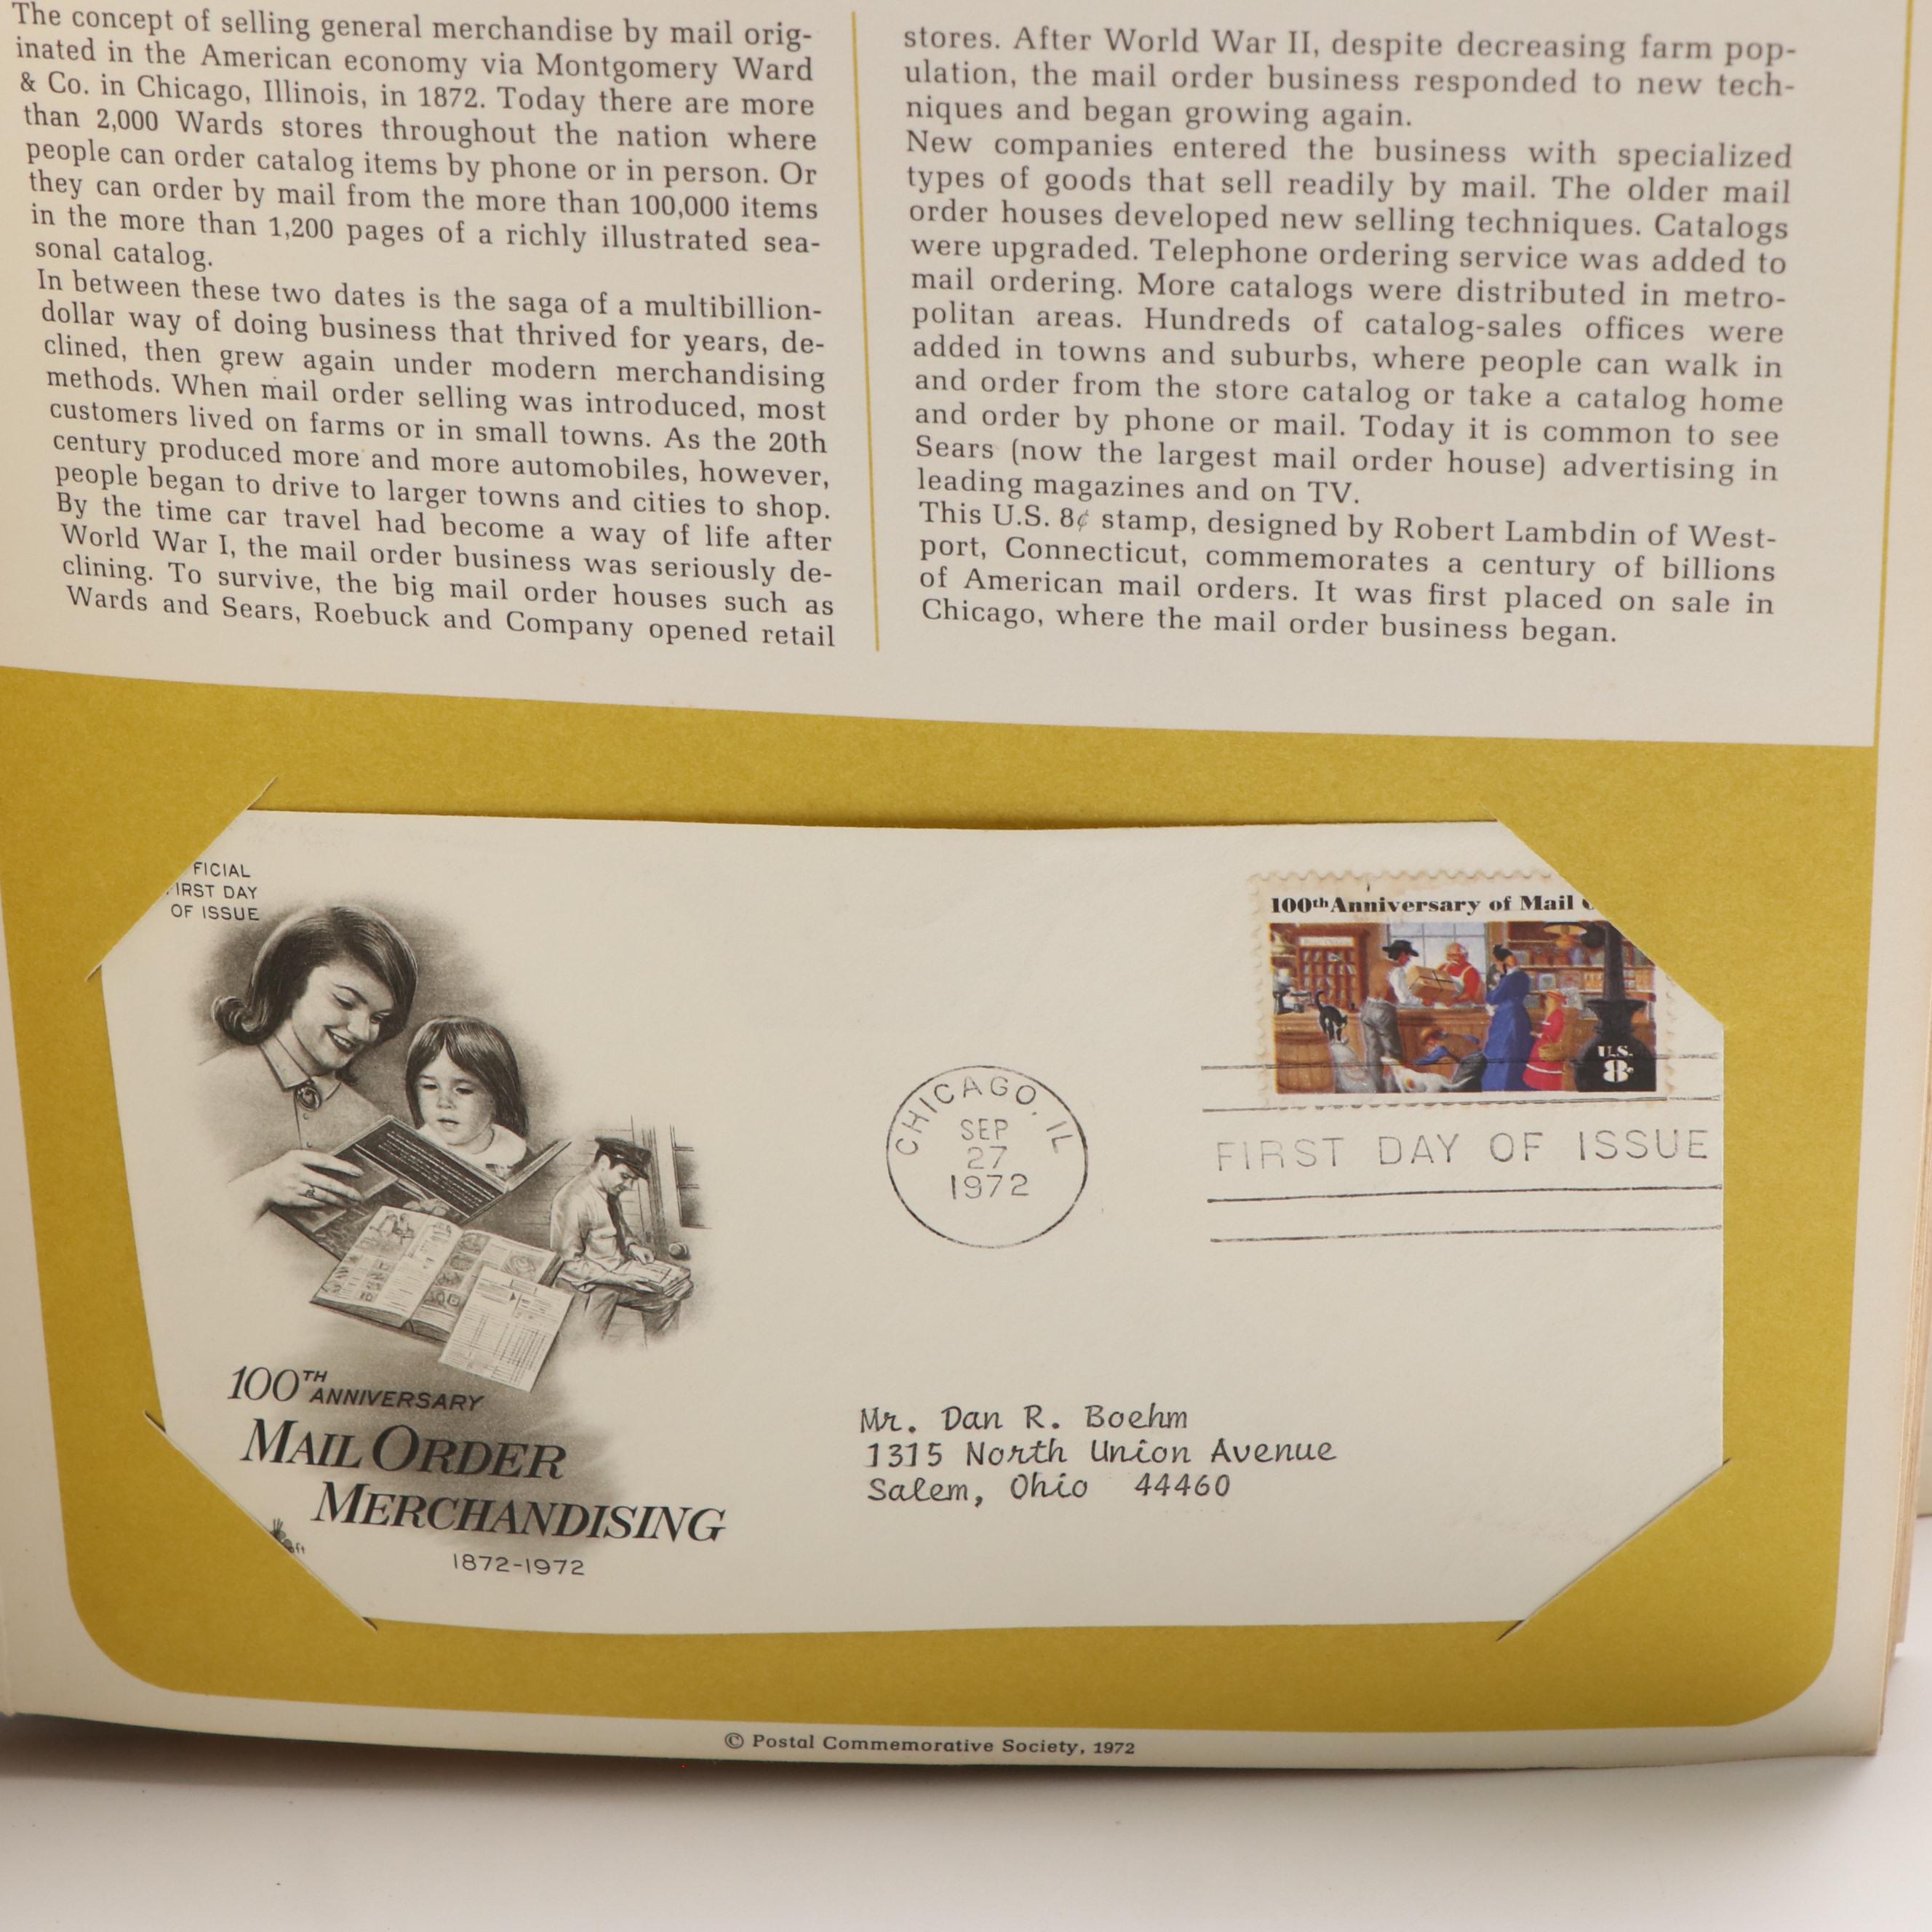 The concept of selling general merchandise by mail orig-
inated in the American economy via Montgomery Ward
& Co. in Chicago, Illinois, in 1872. Today there are more
than 2,000 Wards stores throughout the nation where
people can order catalog items by phone or in person. Or
they can order by mail from the more than 100,000 items
in the more than 1,200 pages of a richly illustrated sea-
sonal catalog.
In between these two dates is the saga of a multibillion-
dollar way of doing business that thrived for years, de-
clined, then grew again under modern merchandising
methods. When mail order selling was introduced, most
customers lived on farms or in small towns. As the 20th
century produced more and more automobiles, however,
people began to drive to larger towns and cities to shop.
By the time car travel had become a way of life after
World War I, the mail order business was seriously de-
clining. To survive, the big mail order houses such as
Wards and Sears, Roebuck and Company opened retail
stores. After World War II, despite decreasing farm pop-
ulation, the mail order business responded to new tech-
niques and began growing again.
New companies entered the business with specialized
types of goods that sell readily by mail. The older mail
order houses developed new selling techniques. Catalogs
were upgraded. Telephone ordering service was added to
mail ordering. More catalogs were distributed in metro-
politan areas. Hundreds of catalog-sales offices were
added in towns and suburbs, where people can walk in
and order from the store catalog or take a catalog home
and order by phone or mail. Today it is common to see
Sears (now the largest mail order house) advertising in
leading magazines and on TV.
This U.S. 8¢ stamp, designed by Robert Lambdin of West-
port, Connecticut, commemorates a century of billions
of American mail orders. It was first placed on sale in
Chicago, where the mail order business began.
FICIAL
IRST DAY
OF ISSUE
100th Anniversary of Mail
U.S.
8¢
CHICAGO, IL
SEP
27
1972
FIRST DAY OF ISSUE
100TH ANNIVERSARY
MAIL ORDER
MERCHANDISING
1872-1972
Mr. Dan R. Boehm
1315 North Union Avenue
Salem, Ohio 44460
© Postal Commemorative Society, 1972